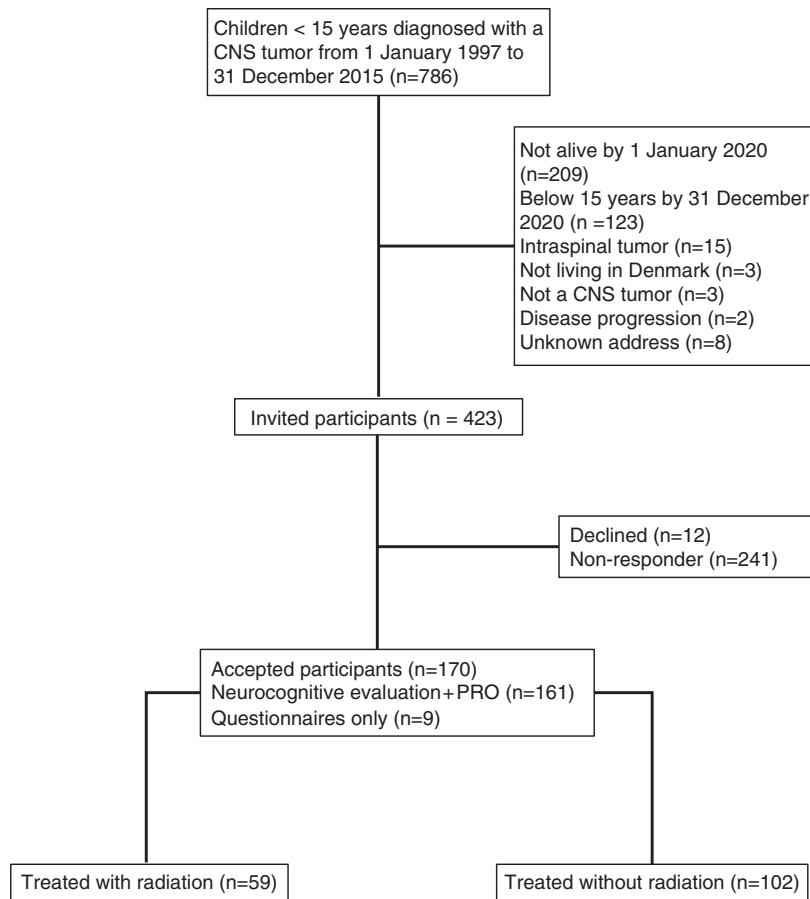 Children < 15 years diagnosed with a
CNS tumor from 1 January 1997 to
31 December 2015 (n=786)
Not alive by 1 January 2020
(n=209)
Below 15 years by 31 December
2020 (n =123)
Intraspinal tumor (n=15)
Not living in Denmark (n=3)
Not a CNS tumor (n=3)
Disease progression (n=2)
Unknown address (n=8)
Invited participants (n = 423)
Declined (n=12)
Non-responder (n=241)
Accepted participants (n=170)
Neurocognitive evaluation+PRO (n=161)
Questionnaires only (n=9)
Treated with radiation (n=59)
Treated without radiation (n=102)